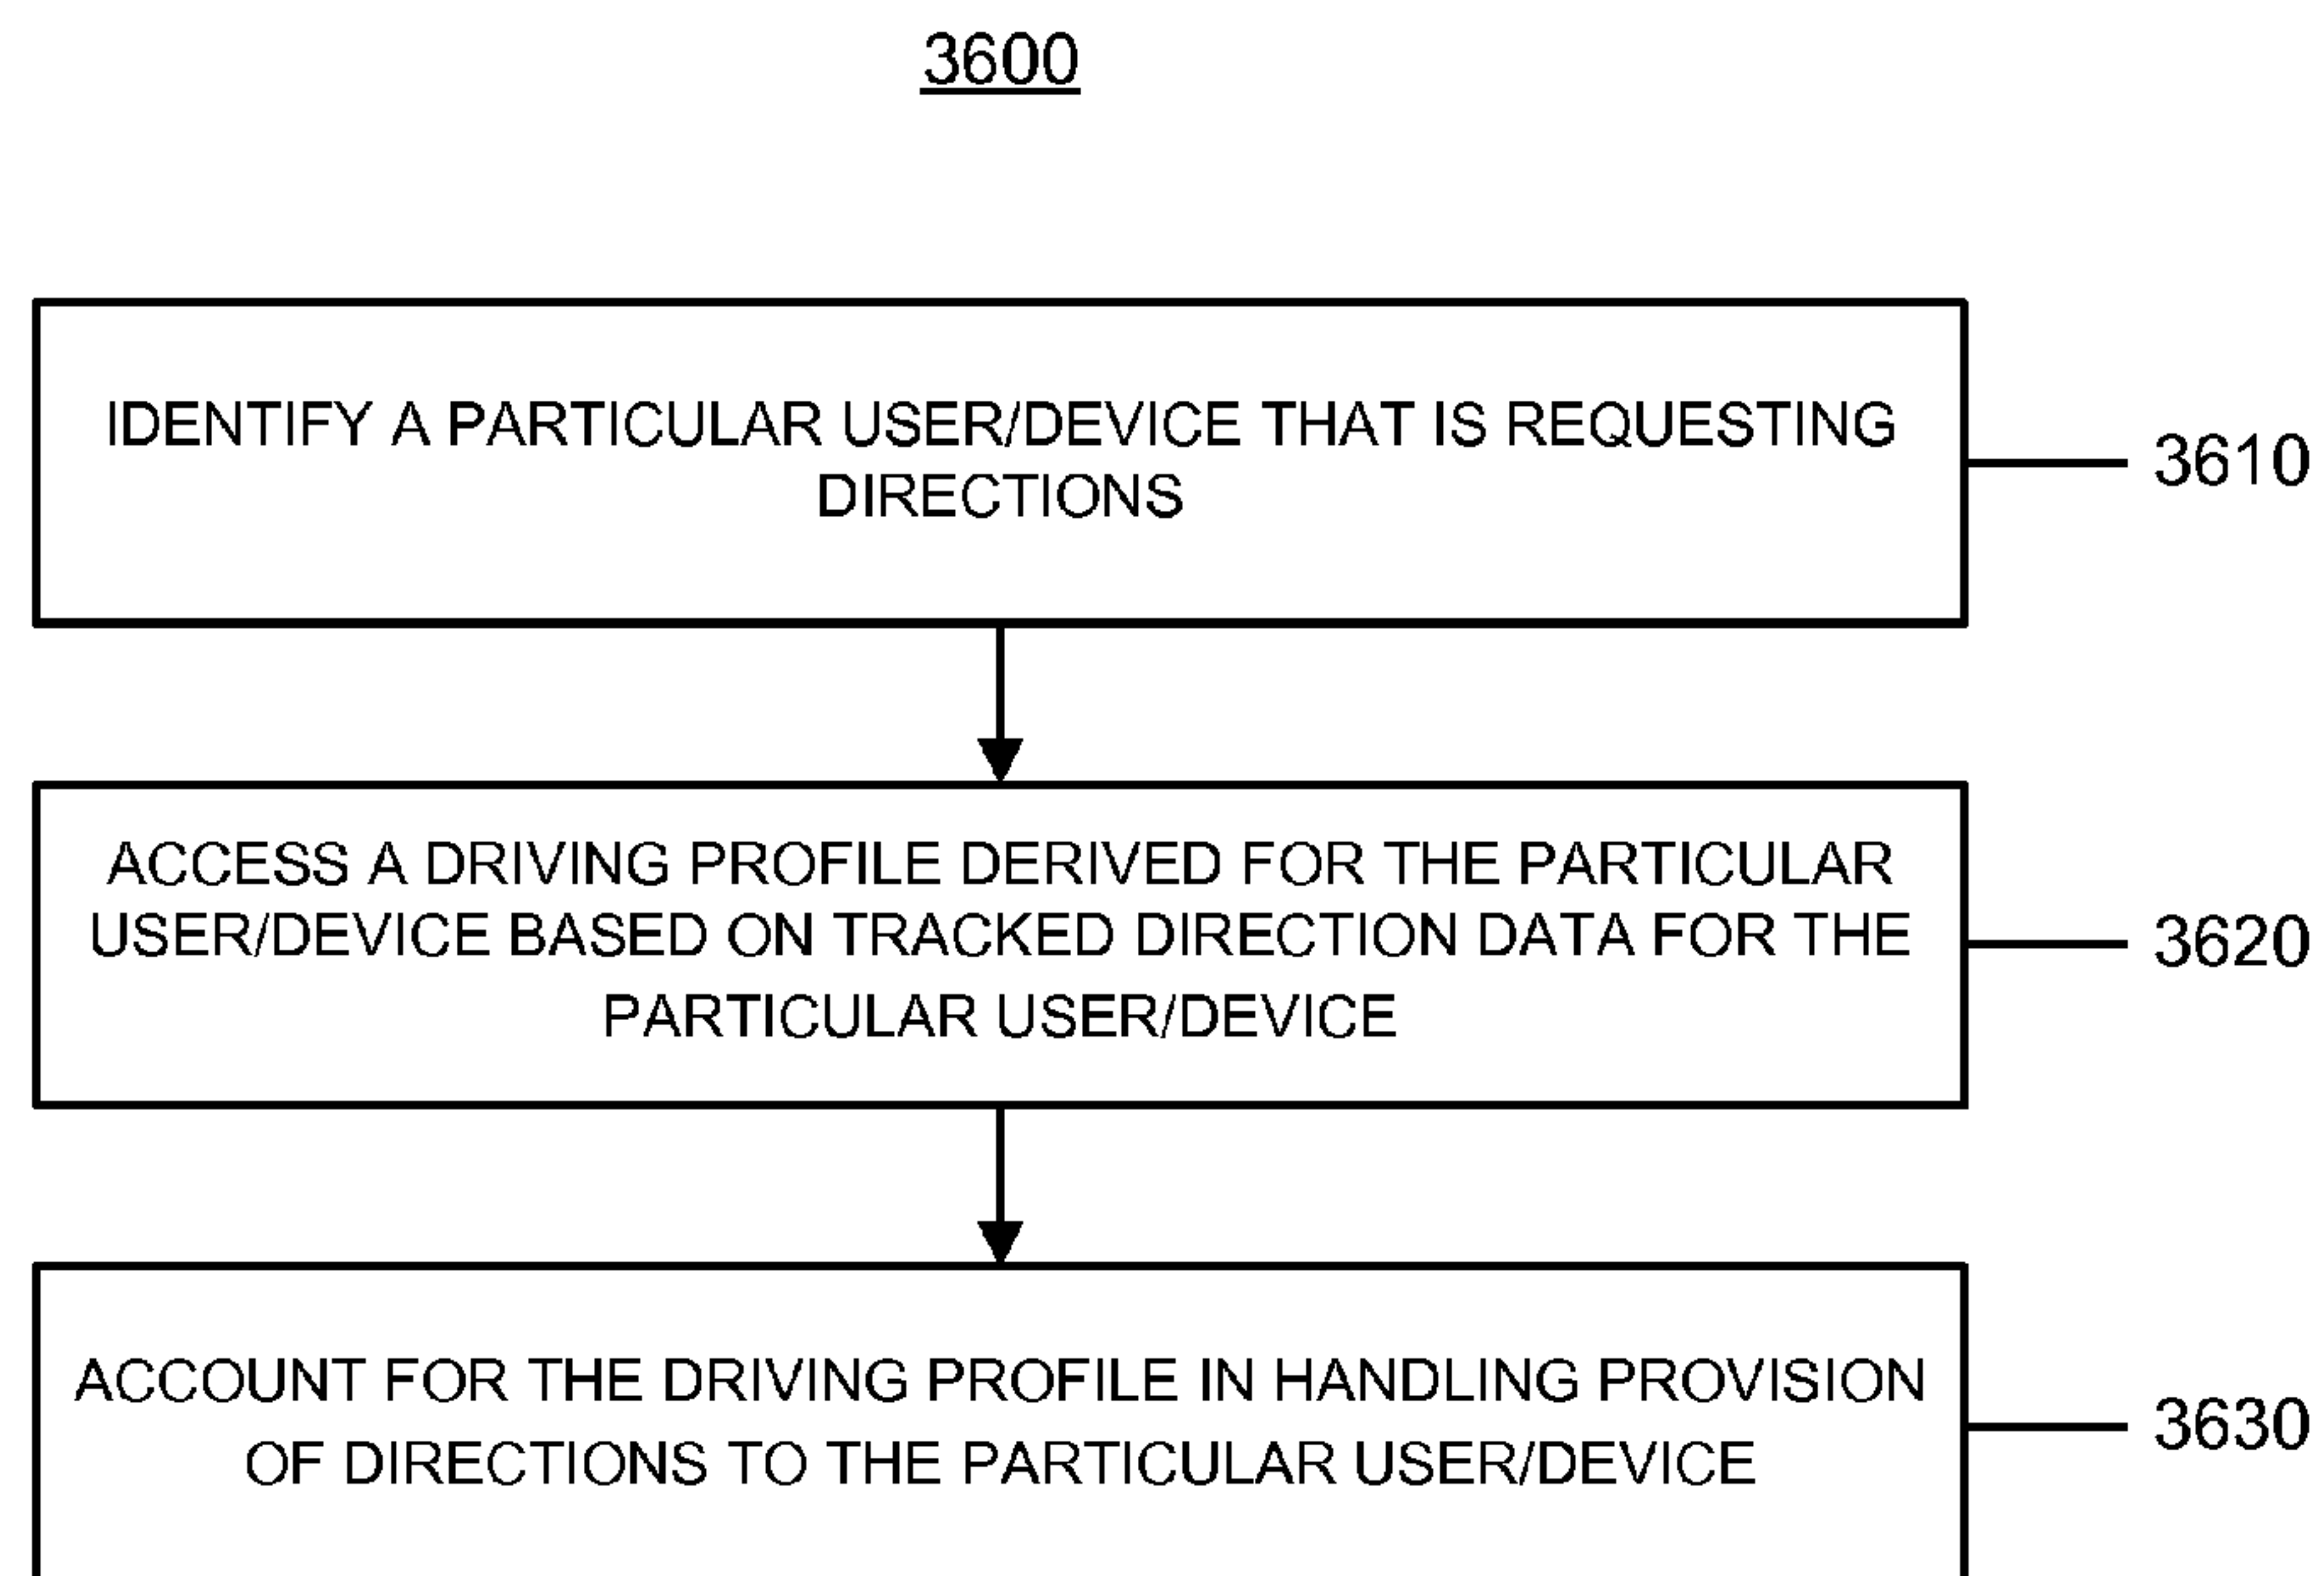 3600
IDENTIFY A PARTICULAR USER/DEVICE THAT IS REQUESTING
DIRECTIONS
3610
ACCESS A DRIVING PROFILE DERIVED FOR THE PARTICULAR
USER/DEVICE BASED ON TRACKED DIRECTION DATA FOR THE
PARTICULAR USER/DEVICE
3620
ACCOUNT FOR THE DRIVING PROFILE IN HANDLING PROVISION
OF DIRECTIONS TO THE PARTICULAR USER/DEVICE
3630